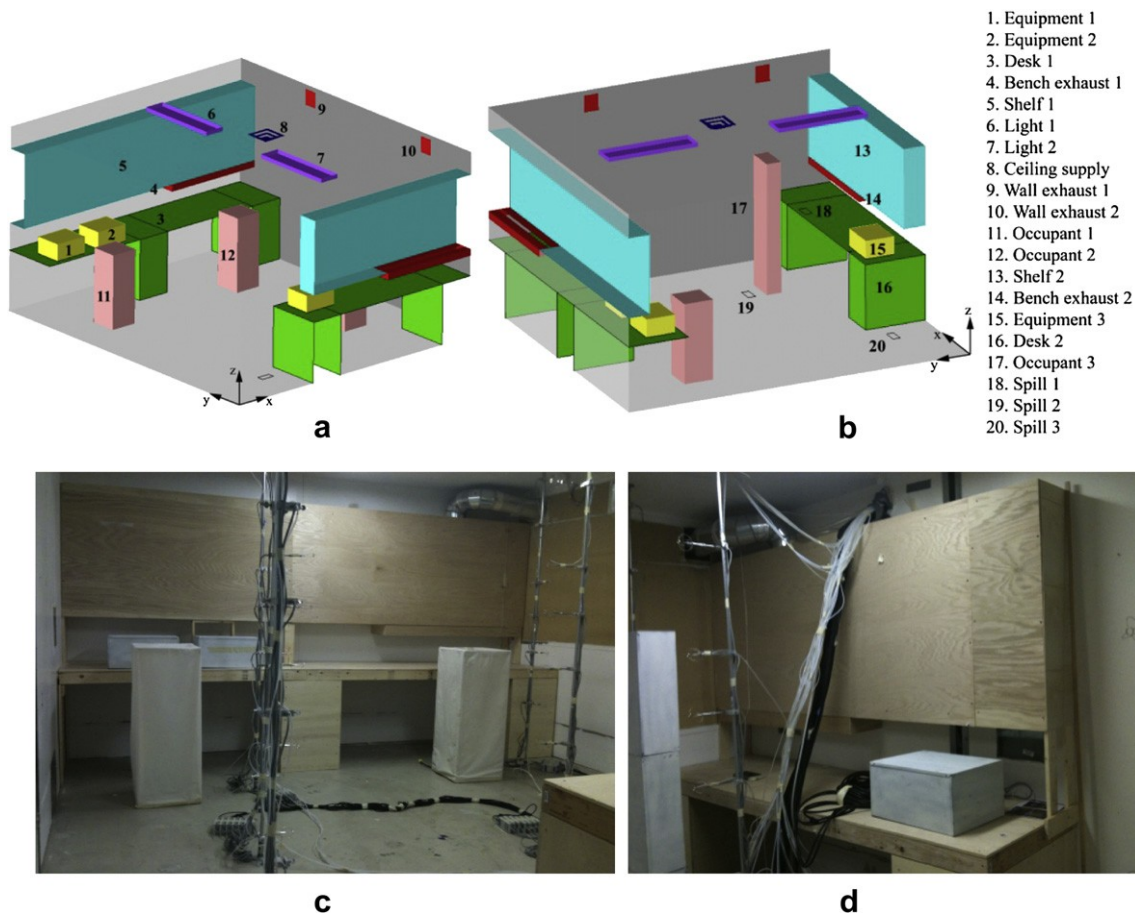 1. Equipment 1
2. Equipment 2
3. Desk 1
4. Bench exhaust 1
5. Shelf 1
6. Light 1
7. Light 2
8. Ceiling supply
9. Wall exhaust 1
10. Wall exhaust 2
11. Occupant 1
12. Occupant 2
13. Shelf 2
14. Bench exhaust 2
15. Equipment 3
16. Desk 2
17. Occupant 3
18. Spill 1
19. Spill 2
20. Spill 3
6
8
9
7
10
5
4
3
2
1
12
11
z
y
x
a
13
17
14
18
15
16
19
20
z
x
y
b
c
d